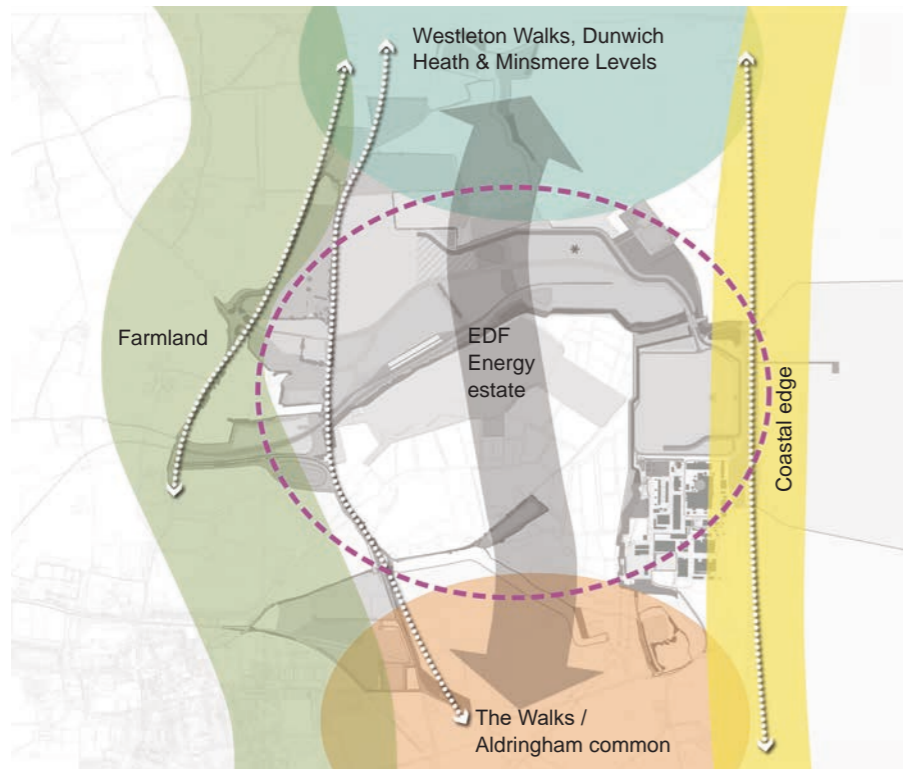 Westleton Walks, Dunwich
Heath & Minsmere Levels
*
Farmland
EDF
Energy
estate
Coastal edge
The Walks /
Aldringham common